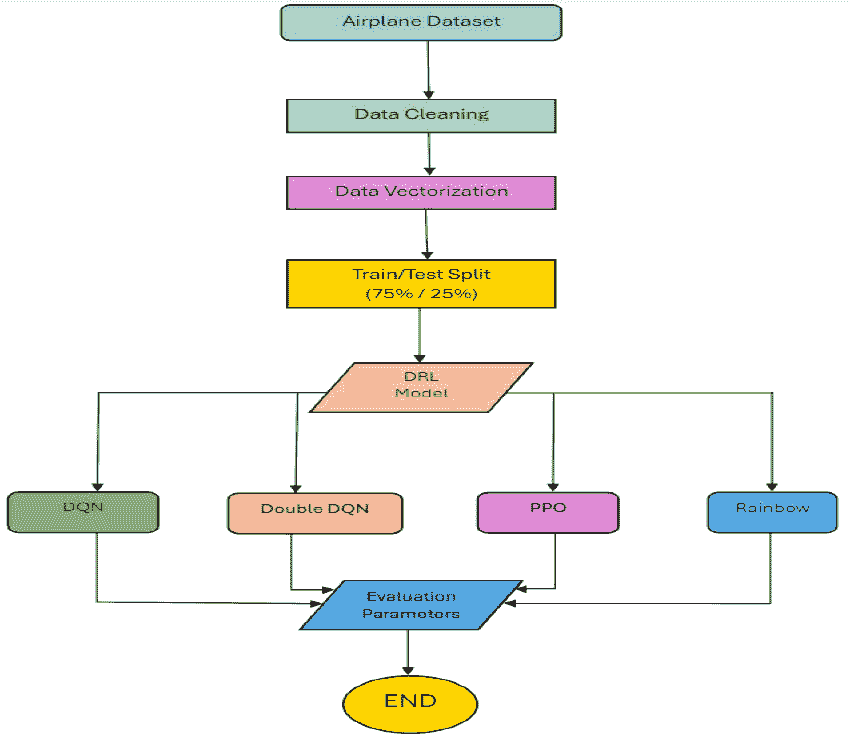 Airplane Dataset
Data Cleaning
Data Vectorization
Train/Test Split
(75% / 25%)
DRL
Model
DQN
Double DQN
PPO
Rainbow
Evaluation
Parameters
END